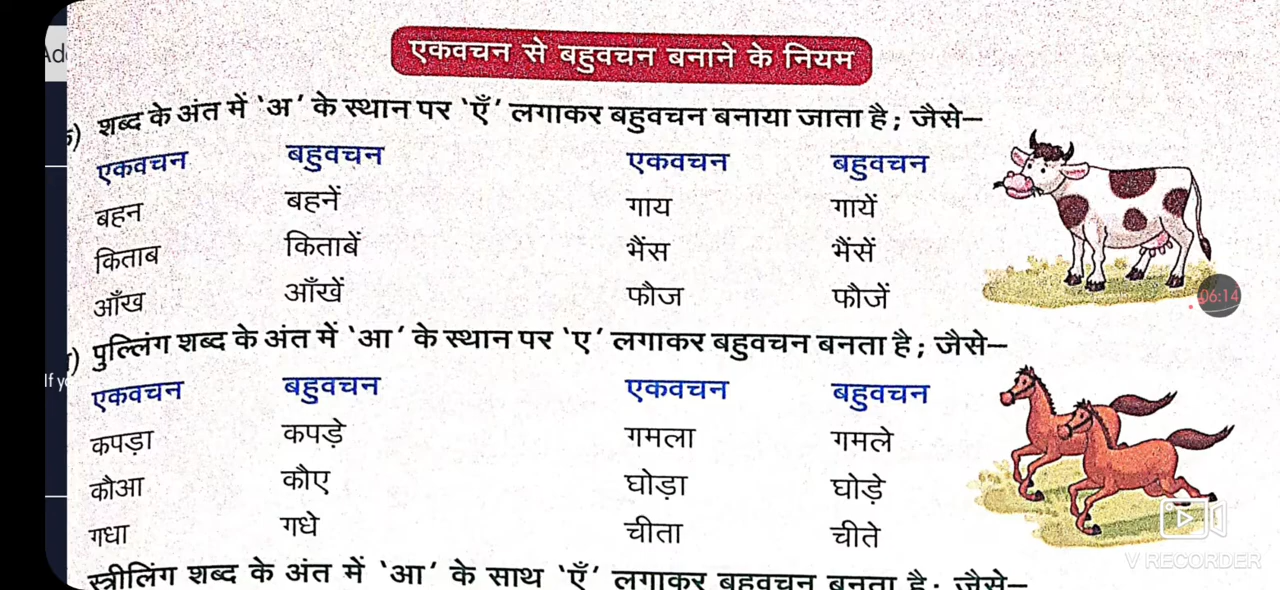 Ad
एकवचन से बहुवचन बनाने के नियम
) शब्द के अंत में 'अ' के स्थान पर 'एँ' लगाकर बहुवचन बनाया जाता है; जैसे—
एकवचन बहुवचन एकवचन बहुवचन
बहन बहनें गाय गायें
किताब किताबें भैंस भैंसें
आँख आँखें फौज फौजें
06:14
) पुल्लिंग शब्द के अंत में 'आ' के स्थान पर 'ए' लगाकर बहुवचन बनता है; जैसे—
If y
एकवचन बहुवचन एकवचन बहुवचन
कपड़ा कपड़े गमला गमले
कौआ कौए घोड़ा घोड़े
गधा गधे चीता चीते
V RECORDER
स्त्रीलिंग शब्द के अंत में 'आ' के साथ 'एँ' लगाकर बहुवचन बनता है; जैसे—